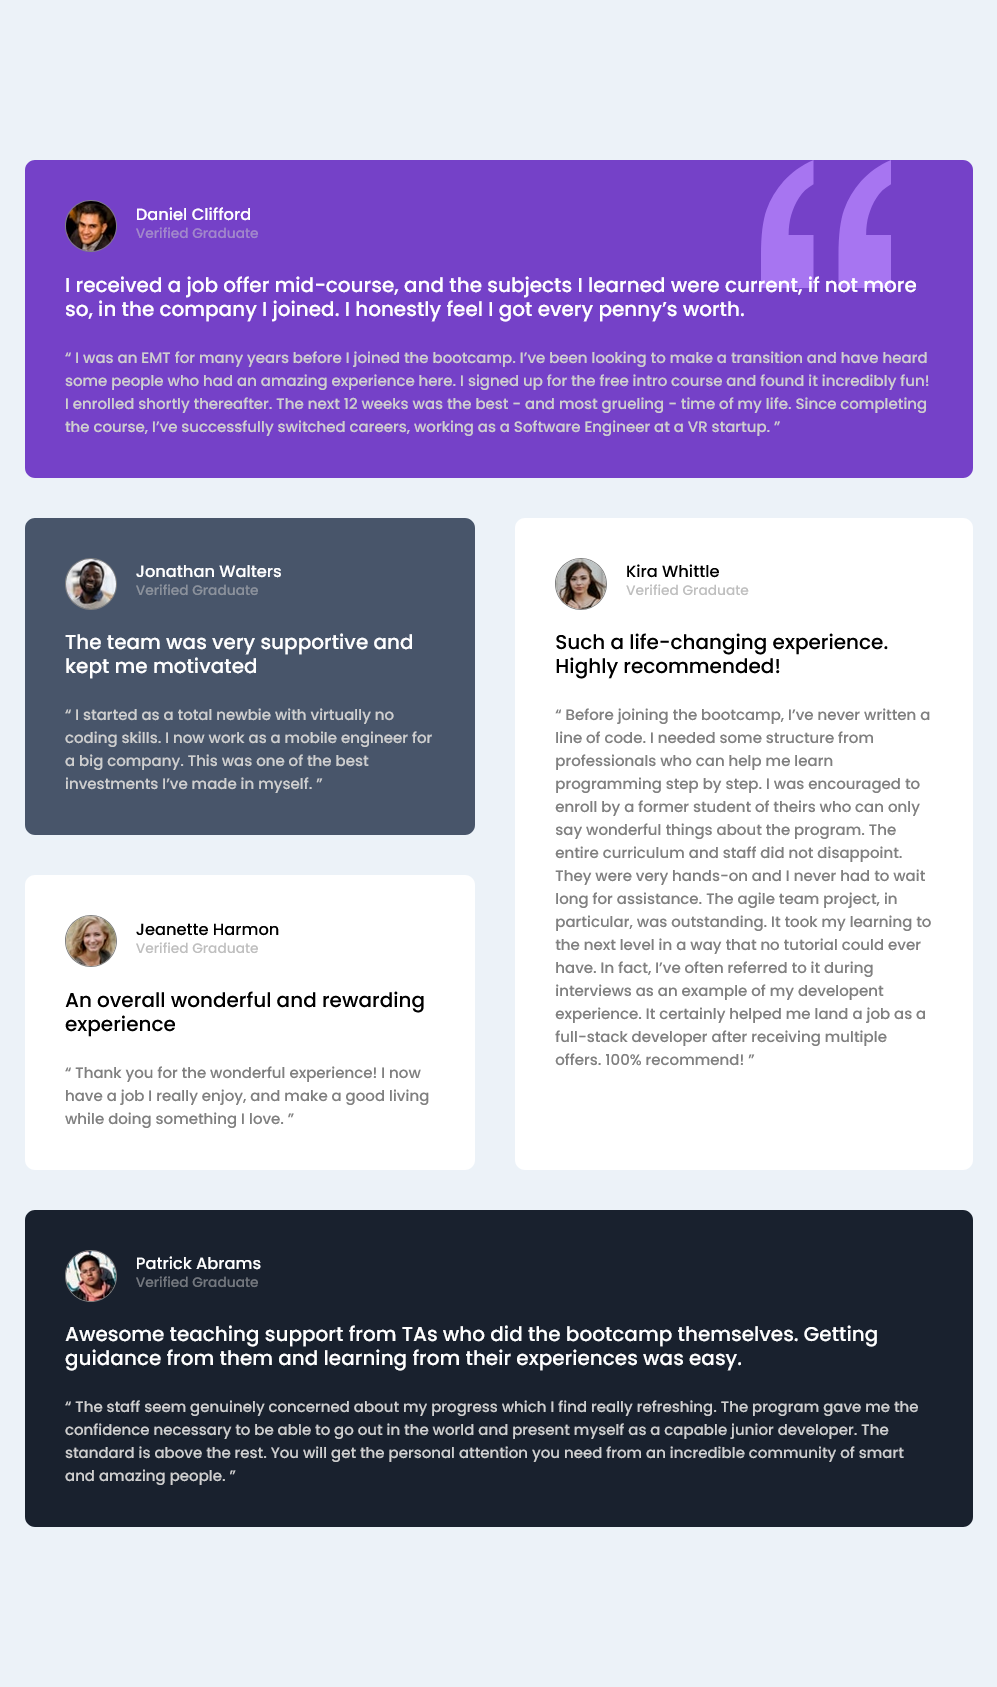 Daniel Clifford
Verified Graduate
I received a job offer mid-course, and the subjects I learned were current, if not more
so, in the company I joined. I honestly feel I got every penny’s worth.
“ I was an EMT for many years before I joined the bootcamp. I’ve been looking to make a transition and have heard
some people who had an amazing experience here. I signed up for the free intro course and found it incredibly fun!
I enrolled shortly thereafter. The next 12 weeks was the best - and most grueling - time of my life. Since completing
the course, I’ve successfully switched careers, working as a Software Engineer at a VR startup. ”
Jonathan Walters
Verified Graduate
The team was very supportive and
kept me motivated
“ I started as a total newbie with virtually no
coding skills. I now work as a mobile engineer for
a big company. This was one of the best
investments I’ve made in myself. ”
Kira Whittle
Verified Graduate
Such a life-changing experience.
Highly recommended!
“ Before joining the bootcamp, I’ve never written a
line of code. I needed some structure from
professionals who can help me learn
programming step by step. I was encouraged to
enroll by a former student of theirs who can only
say wonderful things about the program. The
entire curriculum and staff did not disappoint.
They were very hands-on and I never had to wait
long for assistance. The agile team project, in
particular, was outstanding. It took my learning to
the next level in a way that no tutorial could ever
have. In fact, I’ve often referred to it during
interviews as an example of my developent
experience. It certainly helped me land a job as a
full-stack developer after receiving multiple
offers. 100% recommend! ”
Jeanette Harmon
Verified Graduate
An overall wonderful and rewarding
experience
“ Thank you for the wonderful experience! I now
have a job I really enjoy, and make a good living
while doing something I love. ”
Patrick Abrams
Verified Graduate
Awesome teaching support from TAs who did the bootcamp themselves. Getting
guidance from them and learning from their experiences was easy.
“ The staff seem genuinely concerned about my progress which I find really refreshing. The program gave me the
confidence necessary to be able to go out in the world and present myself as a capable junior developer. The
standard is above the rest. You will get the personal attention you need from an incredible community of smart
and amazing people. ”